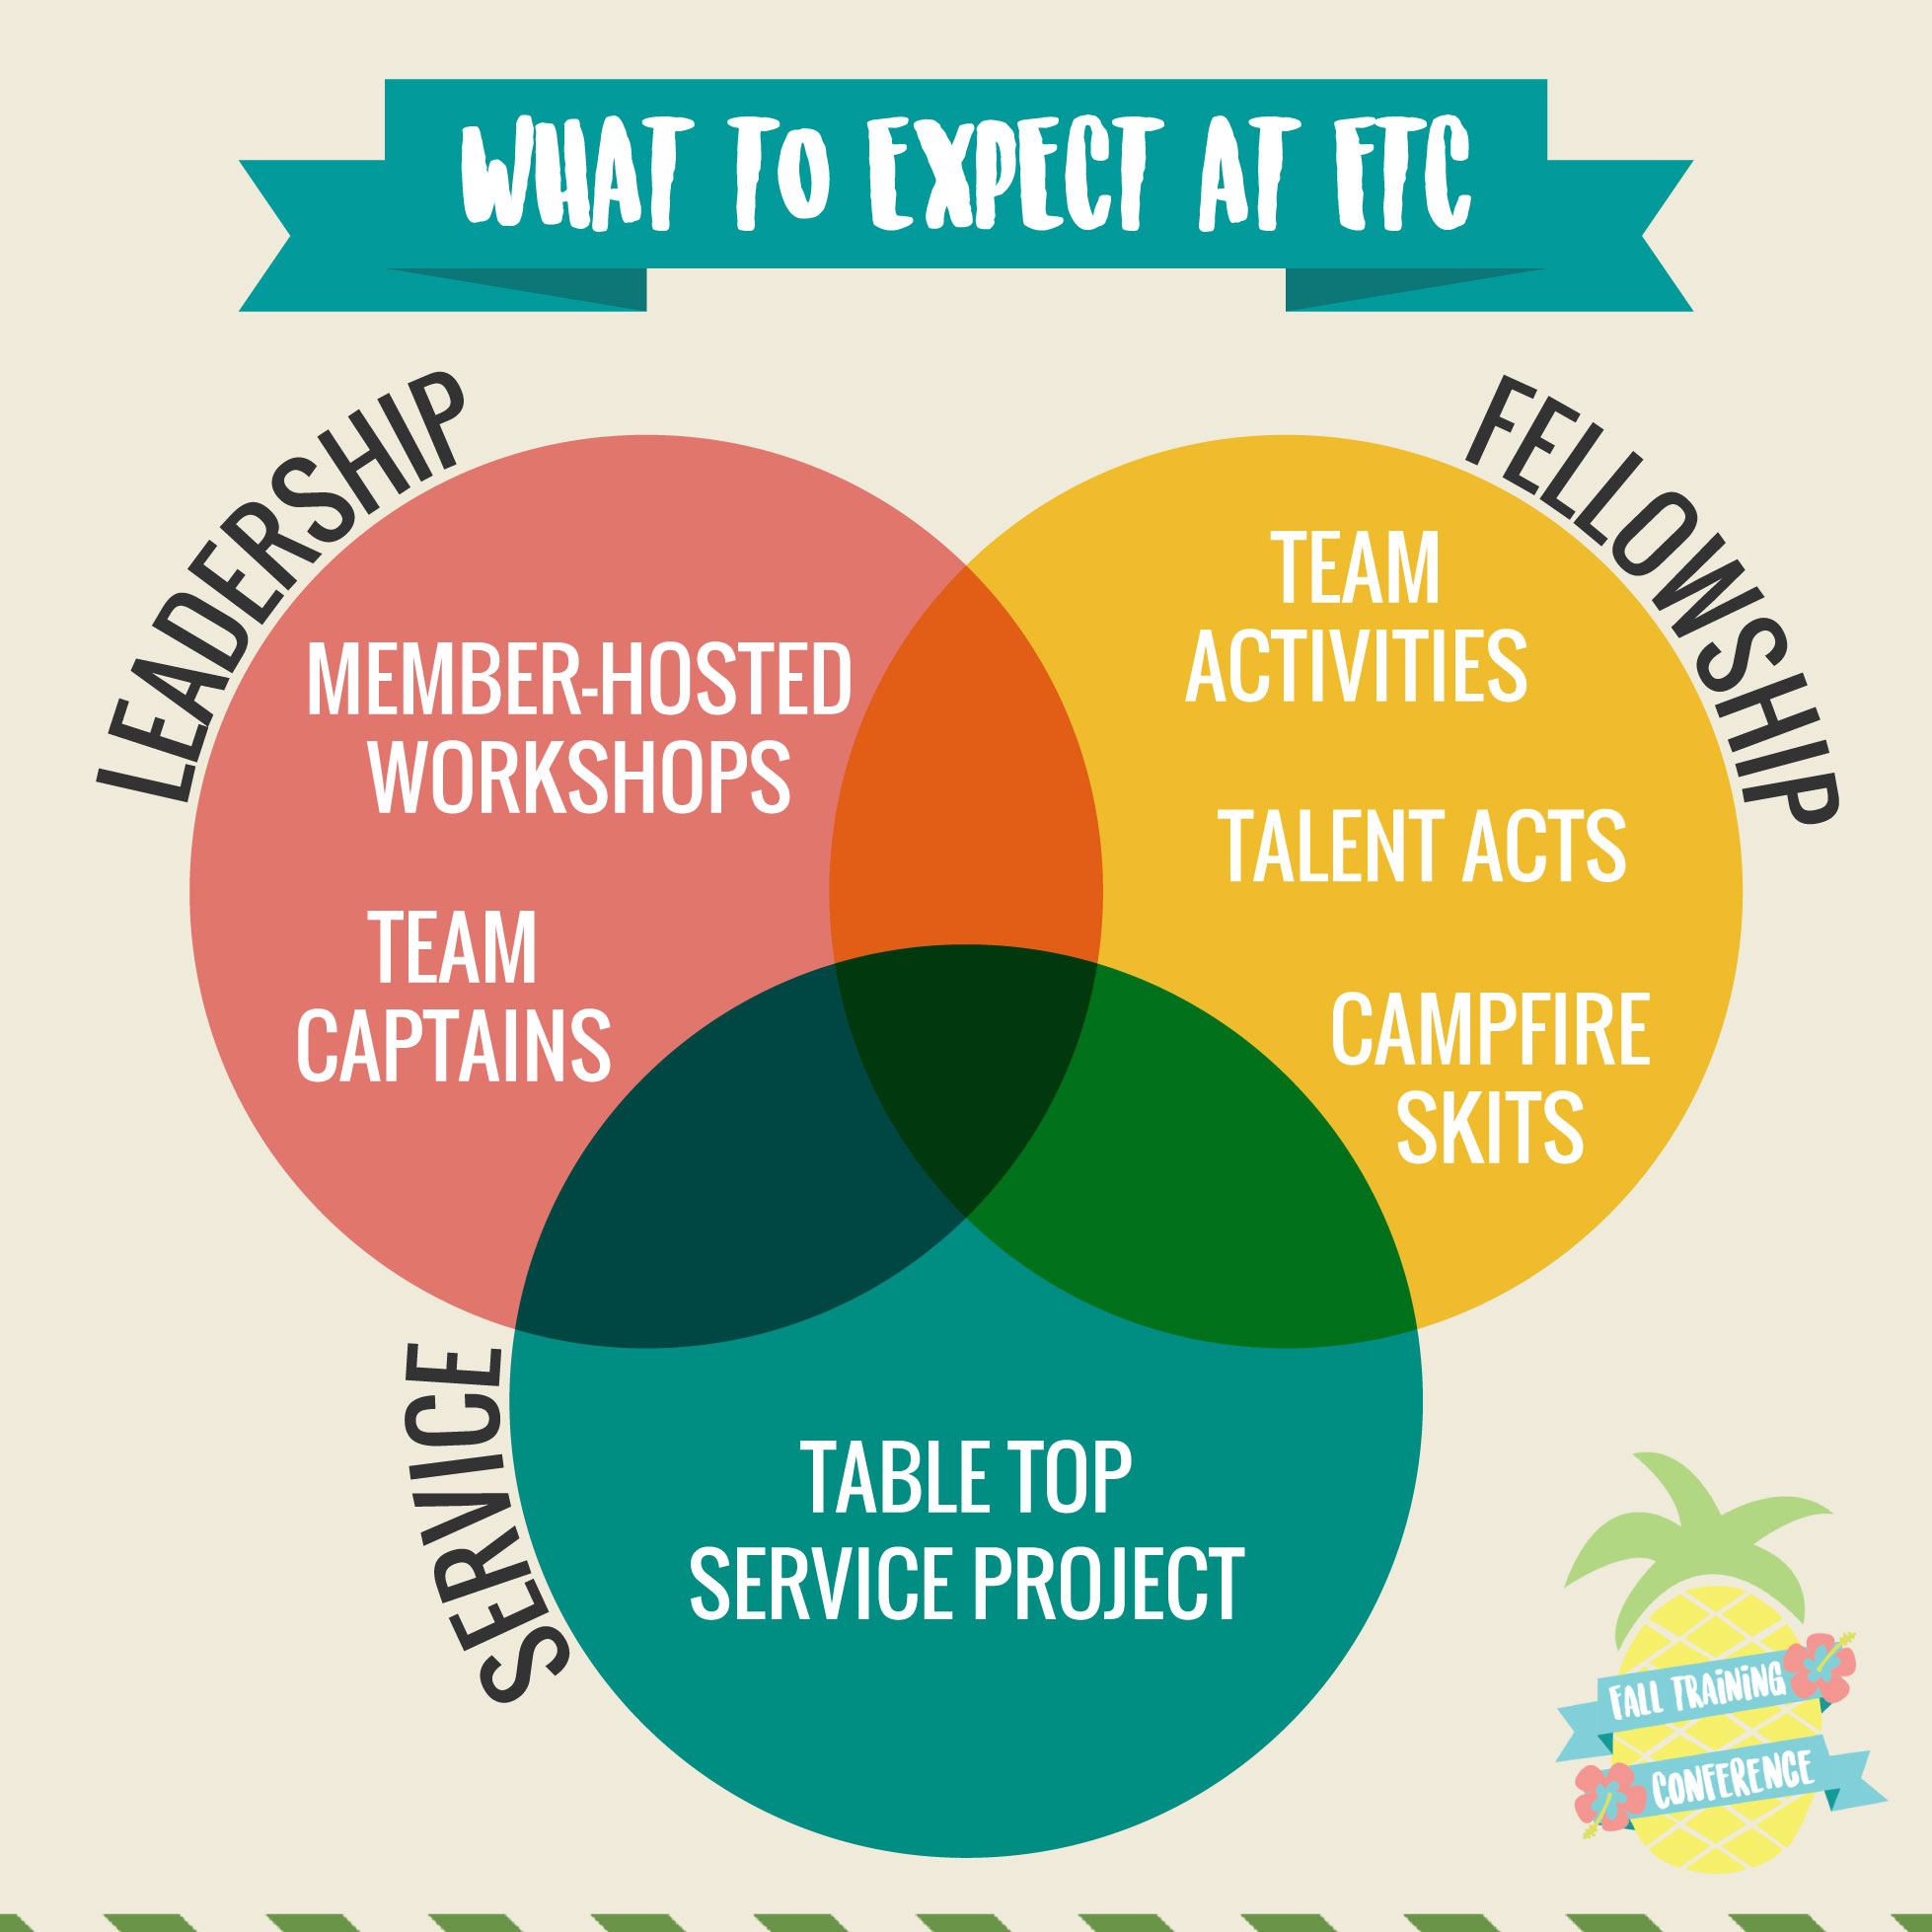 WHAT TO EXPECT AT FTC
LEADERSHIP
FELLOWSHIP
MEMBER-HOSTED
WORKSHOPS
TEAM
CAPTAINS
TEAM
ACTIVITIES
TALENT ACTS
CAMPFIRE
SKITS
SERVICE
TABLE TOP
SERVICE PROJECT
FALL TRAINING
CONFERENCE